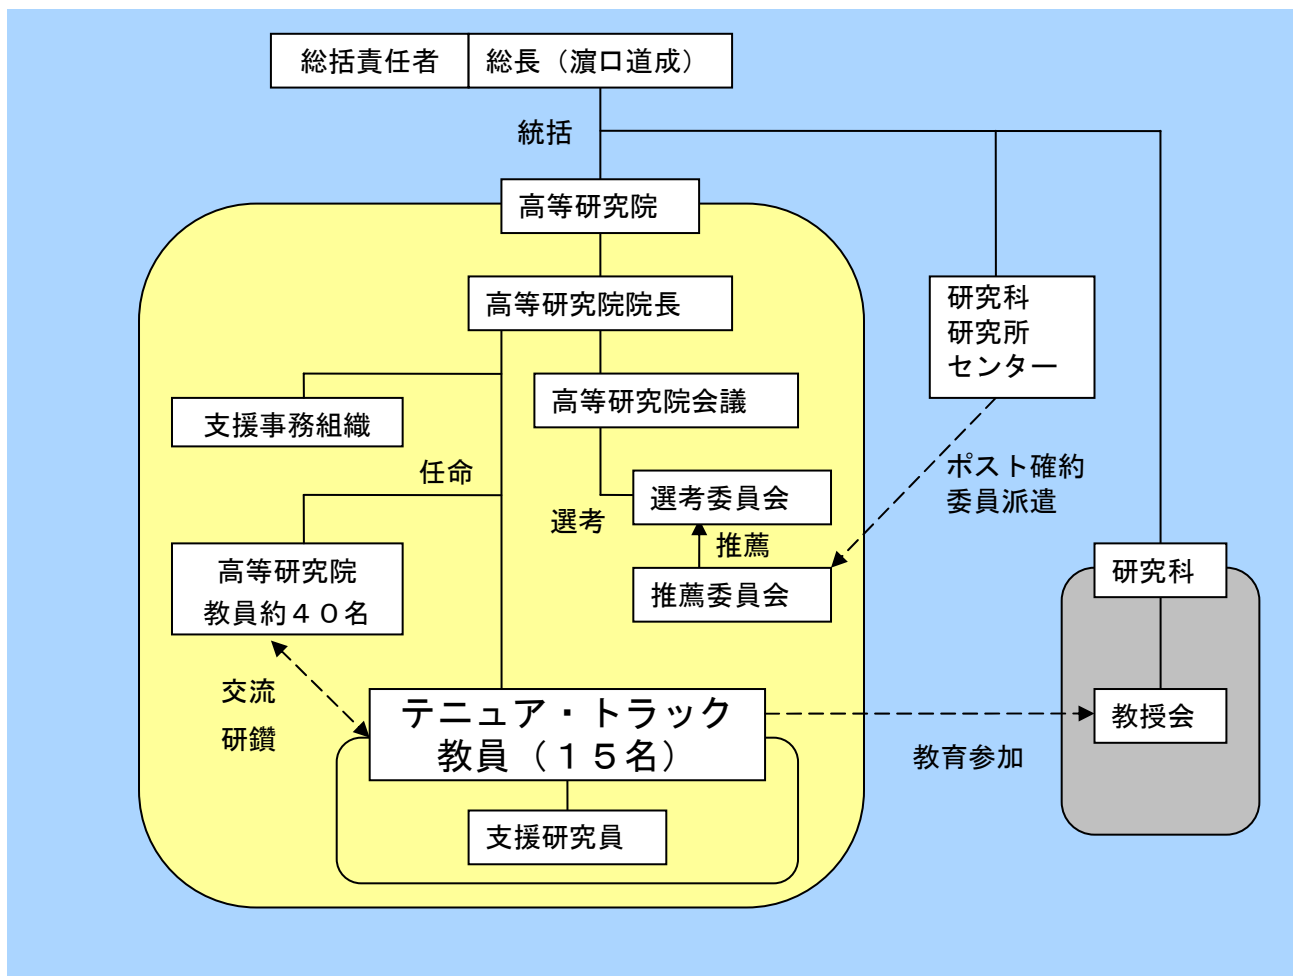 総括責任者
総長（濵口道成）
統括
高等研究院
高等研究院院長
研究科
研究所
センター
高等研究院会議
支援事務組織
任命
選考委員会
選考
ポスト確約
委員派遣
推薦
高等研究院
教員約４０名
推薦委員会
研究科
交流
研鑽
テニュア・トラック
教員（１５名）
教授会
教育参加
支援研究員